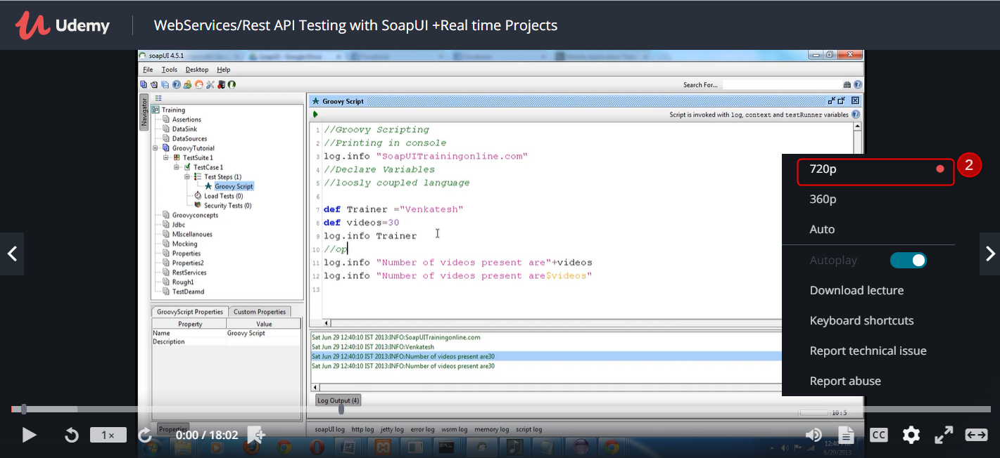 Udemy
WebServices/Rest API Testing with SoapUI +Real time Projects
soapUI 4.5.1
File Tools Desktop Help
Search For...
Navigator
Training
Assertions
DataSink
DataSources
GroovyTutorial
TestSuite 1
TestCase 1
Test Steps (1)
Groovy Script
Load Tests (0)
Security Tests (0)
Groovyconcepts
Jdbc
MIscellanoues
Mocking
Properties
Properties2
RestServices
Rough1
TestDeamd
GroovyScript Properties Custom Properties
Property Value
Name Groovy Script
Description
Properties
Groovy Script
Script is invoked with log, context and testRunner variables
1 //Groovy Scripting
2 //Printing in console
3 log.info "SoapUITrainingonline.com"
4 //Declare Variables
5 //loosly coupled language
6
7 def Trainer ="Venkatesh"
8 def videos=30
9 log.info Trainer
10 //op
11 log.info "Number of videos present are"+videos
12 log.info "Number of videos present are$videos"
13
Sat Jun 29 12:40:10 IST 2013:INFO:SoapUITrainingonline.com
Sat Jun 29 12:40:10 IST 2013:INFO:Venkatesh
Sat Jun 29 12:40:10 IST 2013:INFO:Number of videos present are30
Sat Jun 29 12:40:10 IST 2013:INFO:Number of videos present are30
Log Output (4)
10 : 5
soapUI log http log jetty log error log wsrm log memory log script log
720p
2
360p
Auto
Autoplay
Download lecture
Keyboard shortcuts
Report technical issue
Report abuse
1×
0:00 / 18:02
CC
6/29/2013